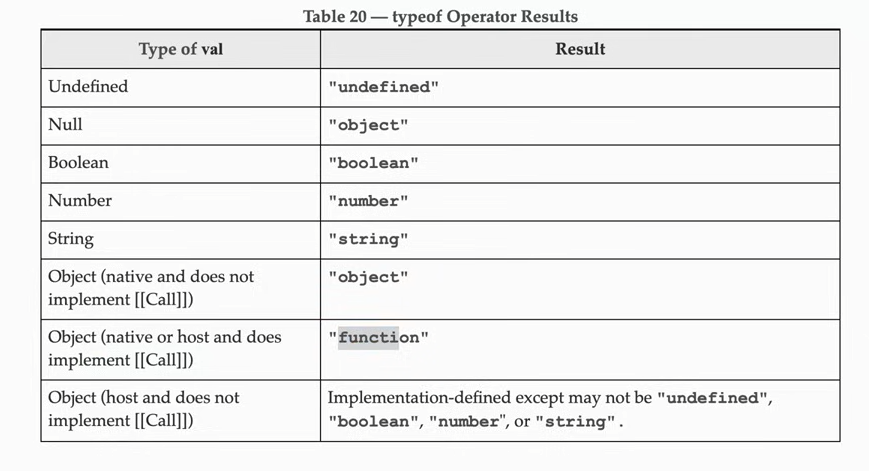 Table 20 — typeof Operator Results
Type of val Result
Undefined "undefined"
Null "object"
Boolean "boolean"
Number "number"
String "string"
Object (native and does not "object"
implement [[Call]])
Object (native or host and does "function"
implement [[Call]])
Object (host and does not Implementation-defined except may not be "undefined",
implement [[Call]]) "boolean", "number", or "string".